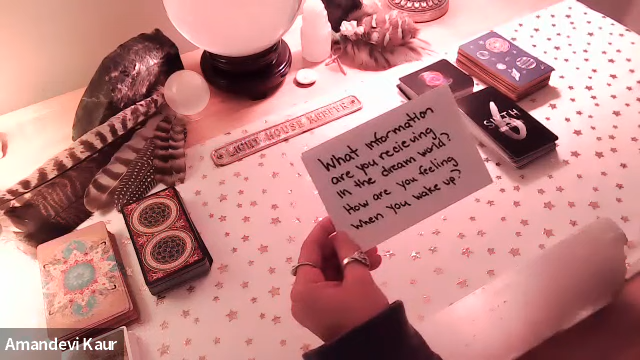 LIGHT HOUSE KEEPER
What information
are you recieving
in the dream world?
How are you feeling
when you wake up?
Amandevi Kaur